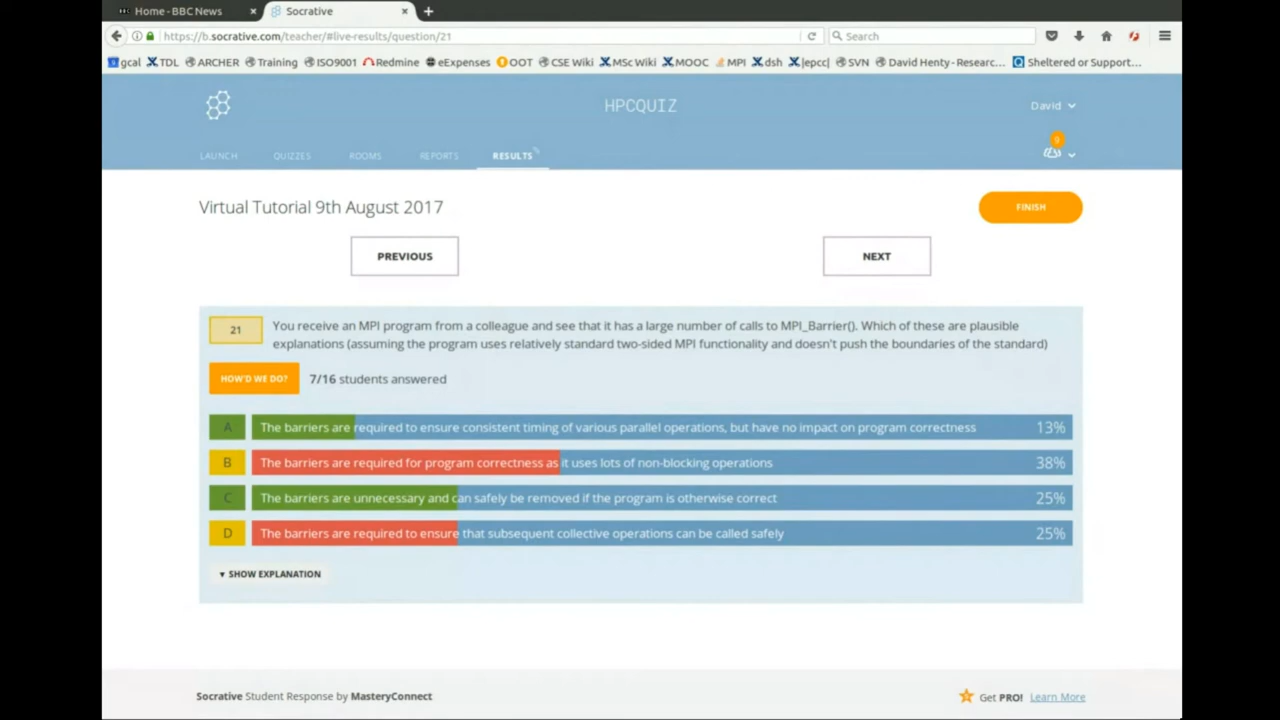 Home - BBC News
Socrative
https://b.socrative.com/teacher/#live-results/question/21
Search
gcal TDL ARCHER Training ISO9001 Redmine eExpenses OOT CSE Wiki MSc Wiki MOOC MPI dsh |epcc| SVN David Henty - Researc... Sheltered or Support...
HPCQUIZ
David
LAUNCH QUIZZES ROOMS REPORTS RESULTS
Virtual Tutorial 9th August 2017
FINISH
PREVIOUS
NEXT
21
You receive an MPI program from a colleague and see that it has a large number of calls to MPI_Barrier(). Which of these are plausible
explanations (assuming the program uses relatively standard two-sided MPI functionality and doesn't push the boundaries of the standard)
HOW'D WE DO?
7/16 students answered
A The barriers are required to ensure consistent timing of various parallel operations, but have no impact on program correctness 13%
B The barriers are required for program correctness as it uses lots of non-blocking operations 38%
C The barriers are unnecessary and can safely be removed if the program is otherwise correct 25%
D The barriers are required to ensure that subsequent collective operations can be called safely 25%
SHOW EXPLANATION
Socrative Student Response by MasteryConnect
Get PRO! Learn More